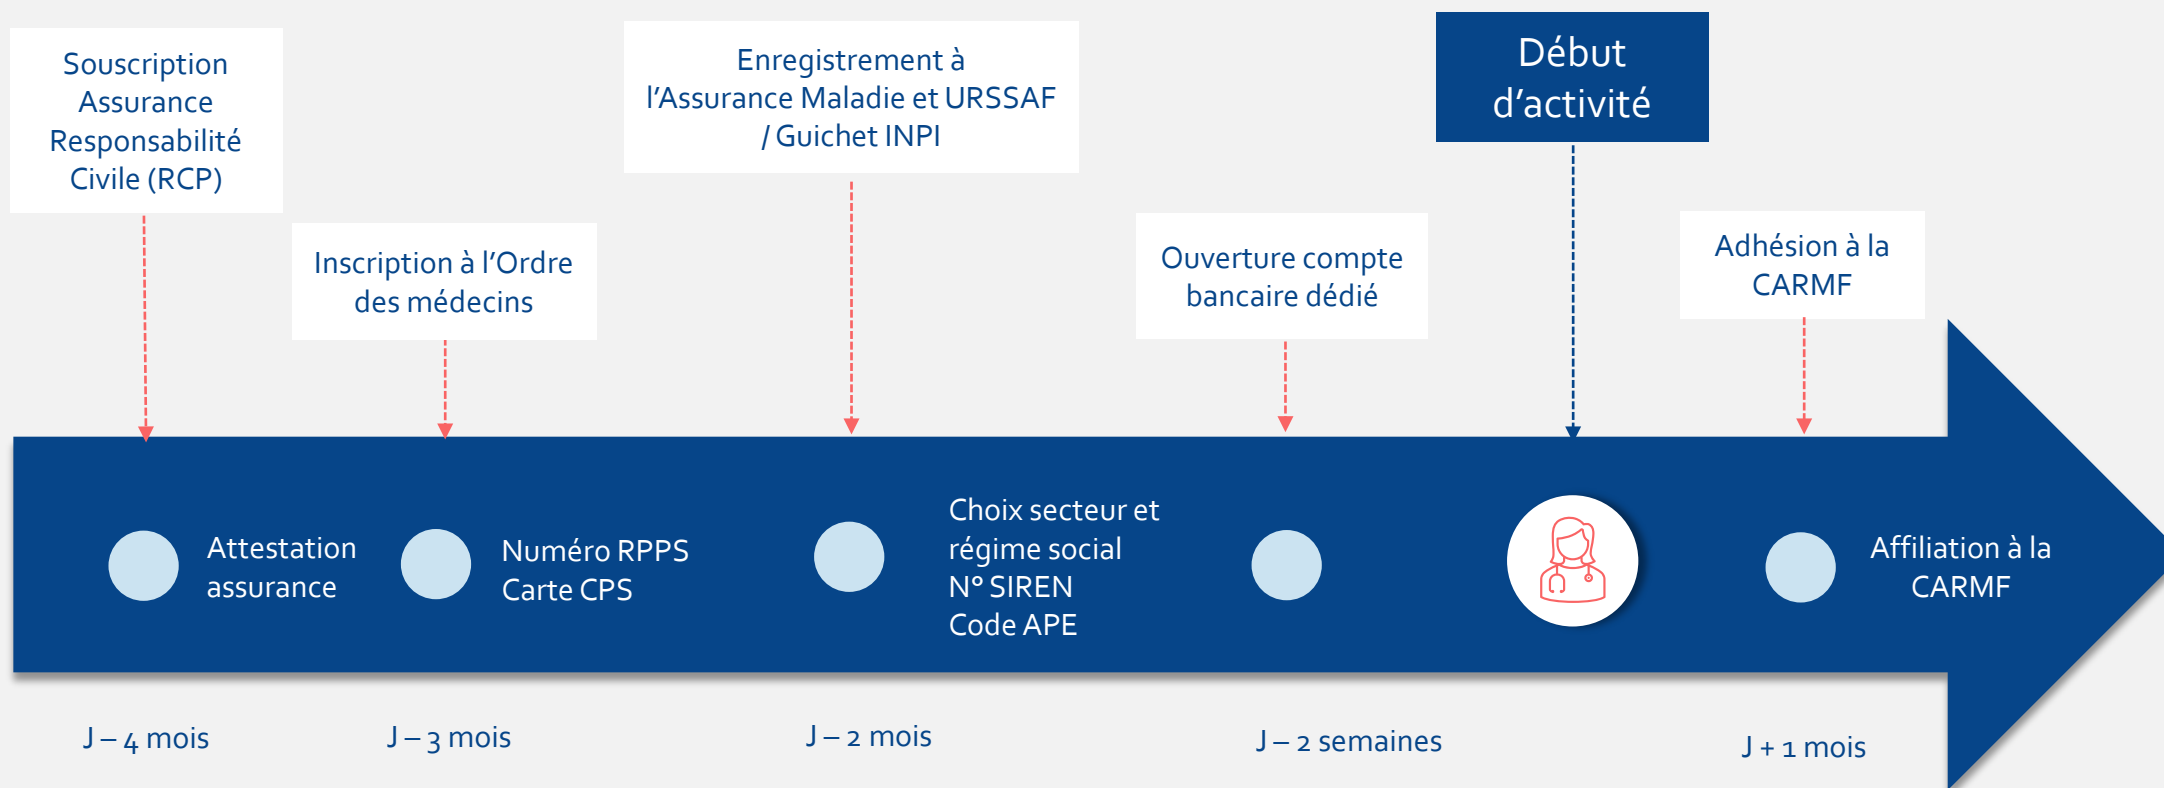 Souscription
Assurance
Responsabilité
Civile (RCP)
Inscription à l'Ordre
des médecins
Enregistrement à
l'Assurance Maladie et URSSAF
/ Guichet INPI
Ouverture compte
bancaire dédié
Début
d'activité
Adhésion à la
CARMF
Attestation
assurance
Numéro RPPS
Carte CPS
Choix secteur et
régime social
N° SIREN
Code APE
Affiliation à la
CARMF
J – 4 mois
J – 3 mois
J – 2 mois
J – 2 semaines
J + 1 mois